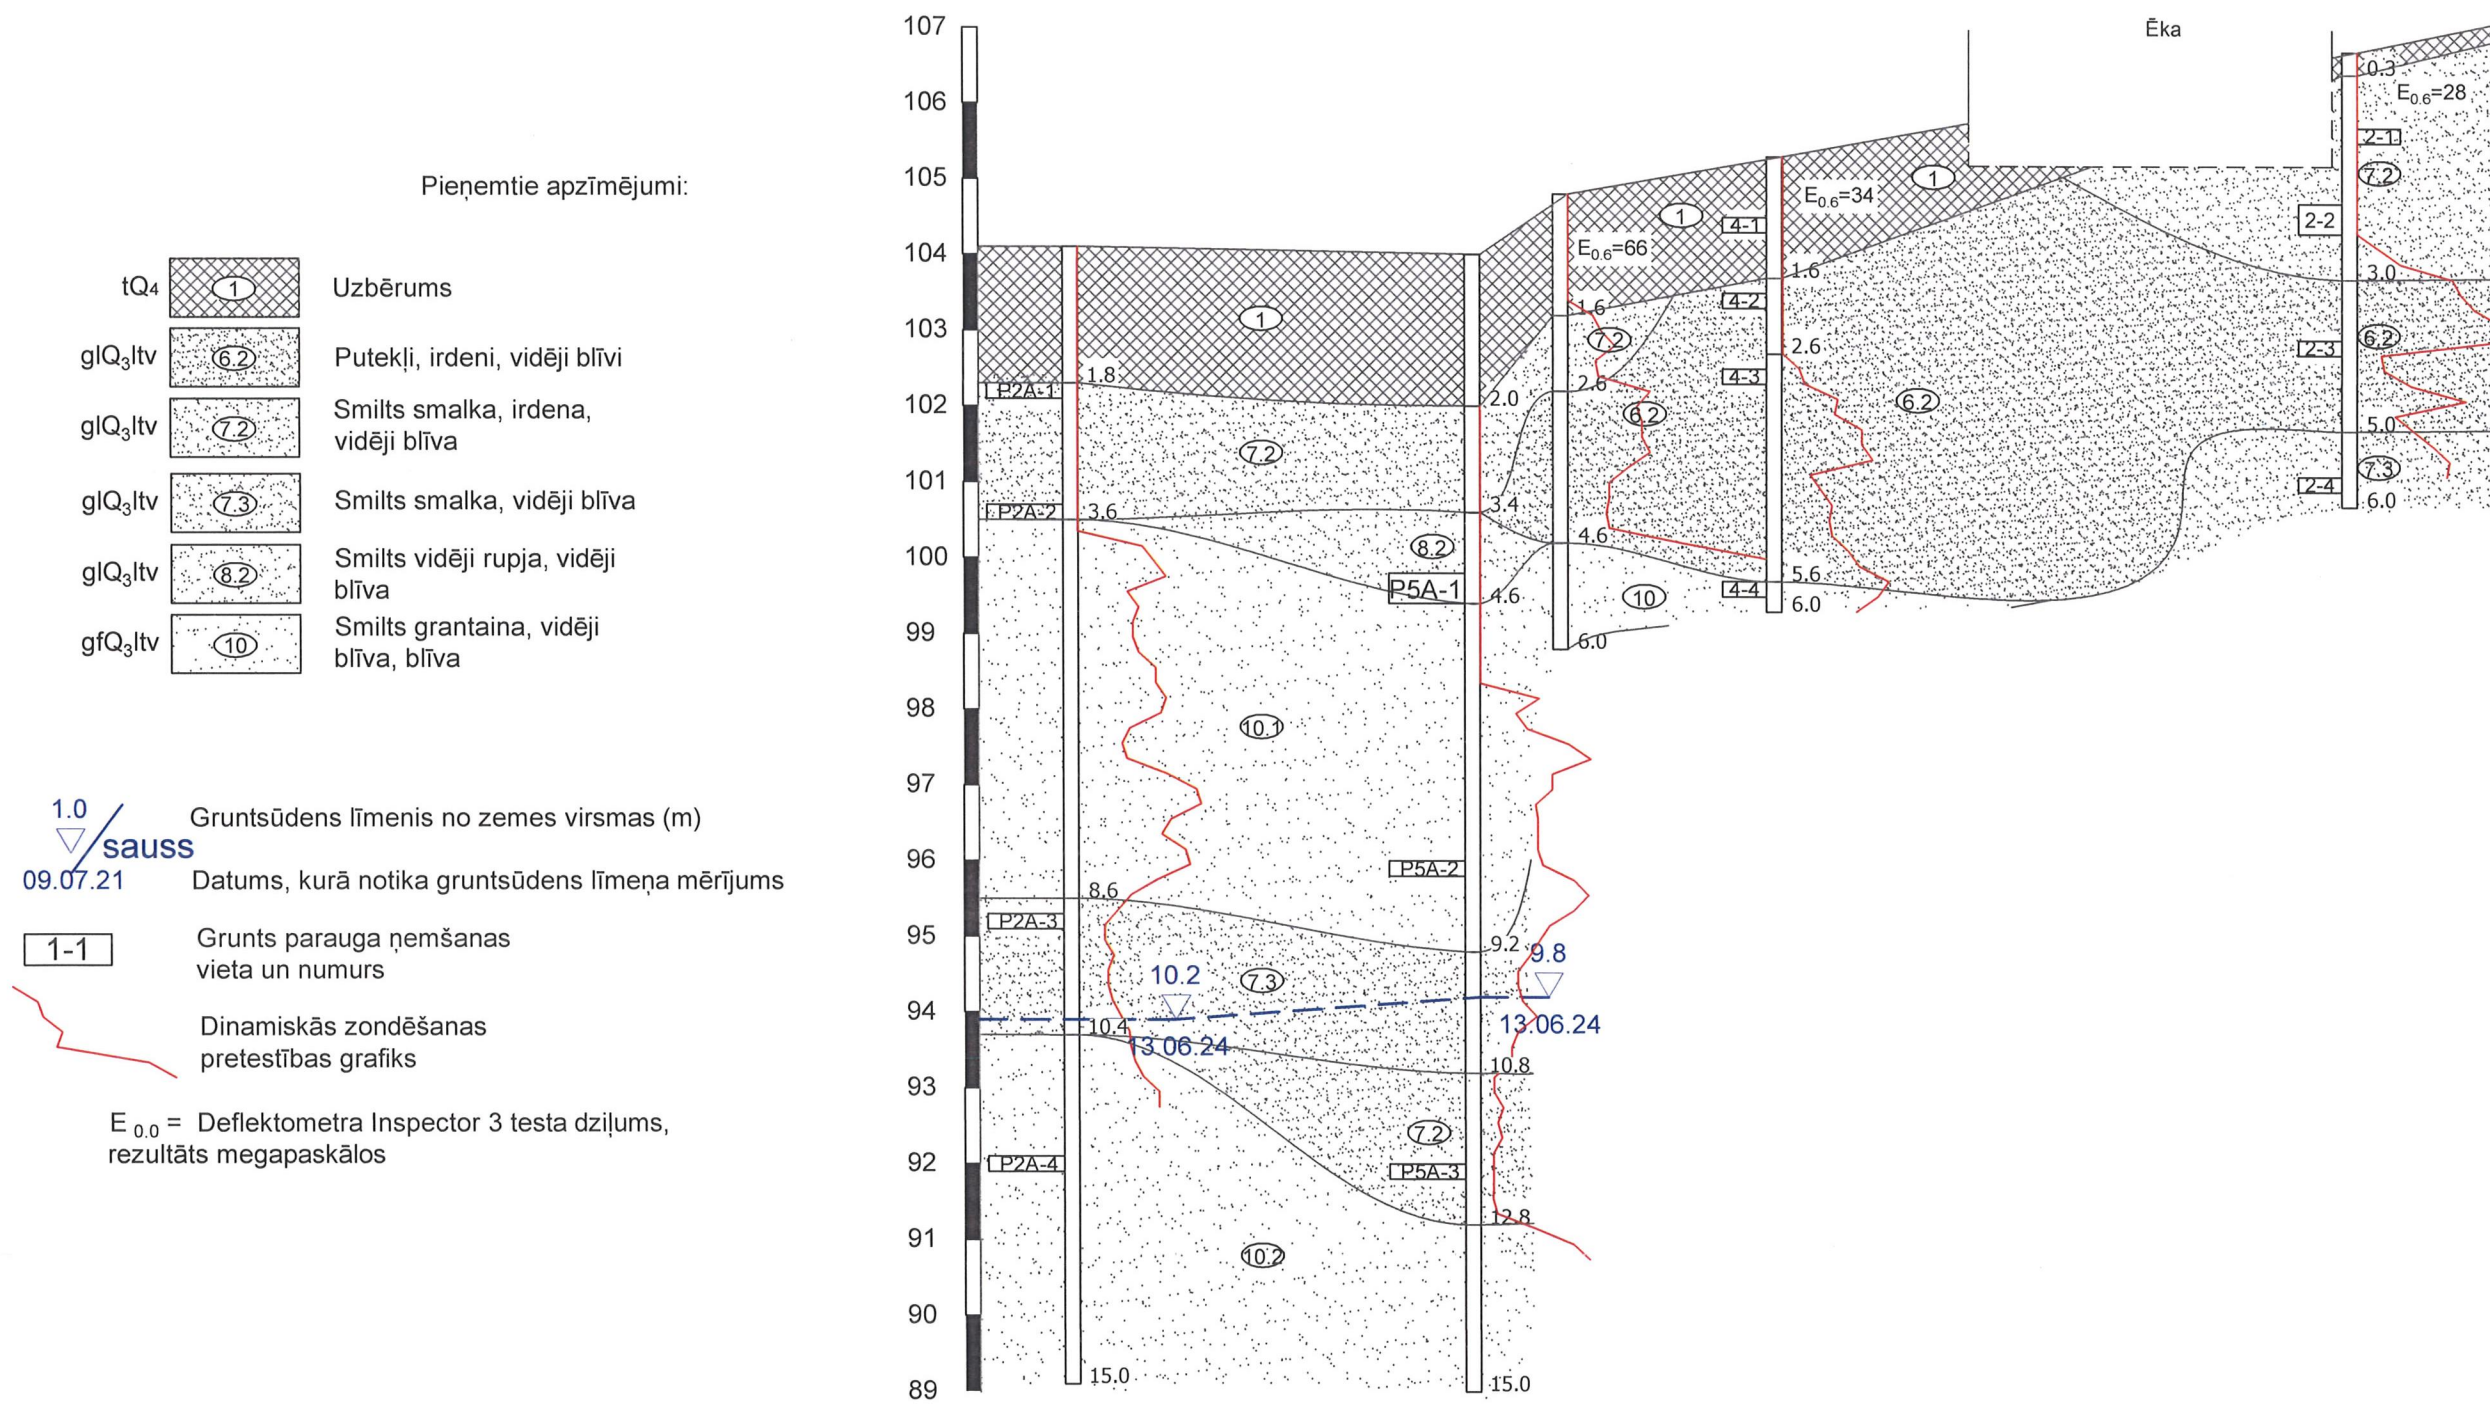 Pieņemtie apzīmējumi:
tQ4
1
Uzbērums
glQ3ltv
6.2
Putekļi, irdeni, vidēji blīvi
glQ3ltv
7.2
Smilts smalka, irdena,
vidēji blīva
glQ3ltv
7.3
Smilts smalka, vidēji blīva
glQ3ltv
8.2
Smilts vidēji rupja, vidēji
blīva
gfQ3ltv
10
Smilts grantaina, vidēji
blīva, blīva
1.0
sauss
09.07.21
Gruntsūdens līmenis no zemes virsmas (m)
Datums, kurā notika gruntsūdens līmeņa mērījums
1-1
Grunts parauga ņemšanas
vieta un numurs
Dinamiskās zondēšanas
pretestības grafiks
E 0.0 = Deflektometra Inspector 3 testa dziļums,
rezultāts megapaskālos
107
106
105
104
103
102
101
100
99
98
97
96
95
94
93
92
91
90
89
P2A-1
P2A-2
P2A-3
P2A-4
1.8
3.6
8.6
10.4
15.0
1
7.2
8.2
10.1
7.3
10.2
13.06.24
7.2
10.2
P5A-1
P5A-2
P5A-3
2.0
3.4
4.6
9.2
10.8
12.8
15.0
9.8
13.06.24
E0.6=66
1
1.6
7.2
2.6
6.2
4.6
10
6.0
4-1
4-2
4-3
4-4
E0.6=34
1
1.6
2.6
6.2
5.6
6.0
Ēka
0.3
E0.6=28
2-1
7.2
2-2
3.0
6.2
2-3
5.0
7.3
2-4
6.0